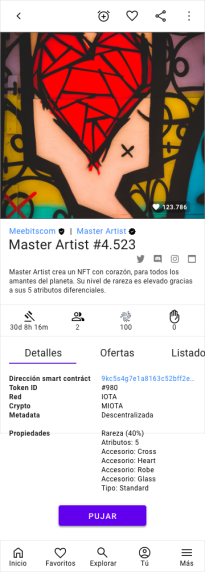 123.786
Meebitscom | Master Artist
Master Artist #4.523
Master Artist crea un NFT con corazón, para todos los
amantes del planeta. Su nivel de rareza es elevado gracias
a sus 5 atributos diferenciales.
30d 8h 16m 2 100 0
Detalles Ofertas Listado
Dirección smart contráct 9kc5s4g7e1a8163c52bff2e...
Token ID #980
Red IOTA
Crypto MIOTA
Metadata Descentralizada
Propiedades Rareza (40%)
Atributos: 5
Accesorio: Cross
Accesorio: Heart
Accesorio: Robe
Accesorio: Glass
Tipo: Standard
PUJAR
Inicio Favoritos Explorar Tú Más